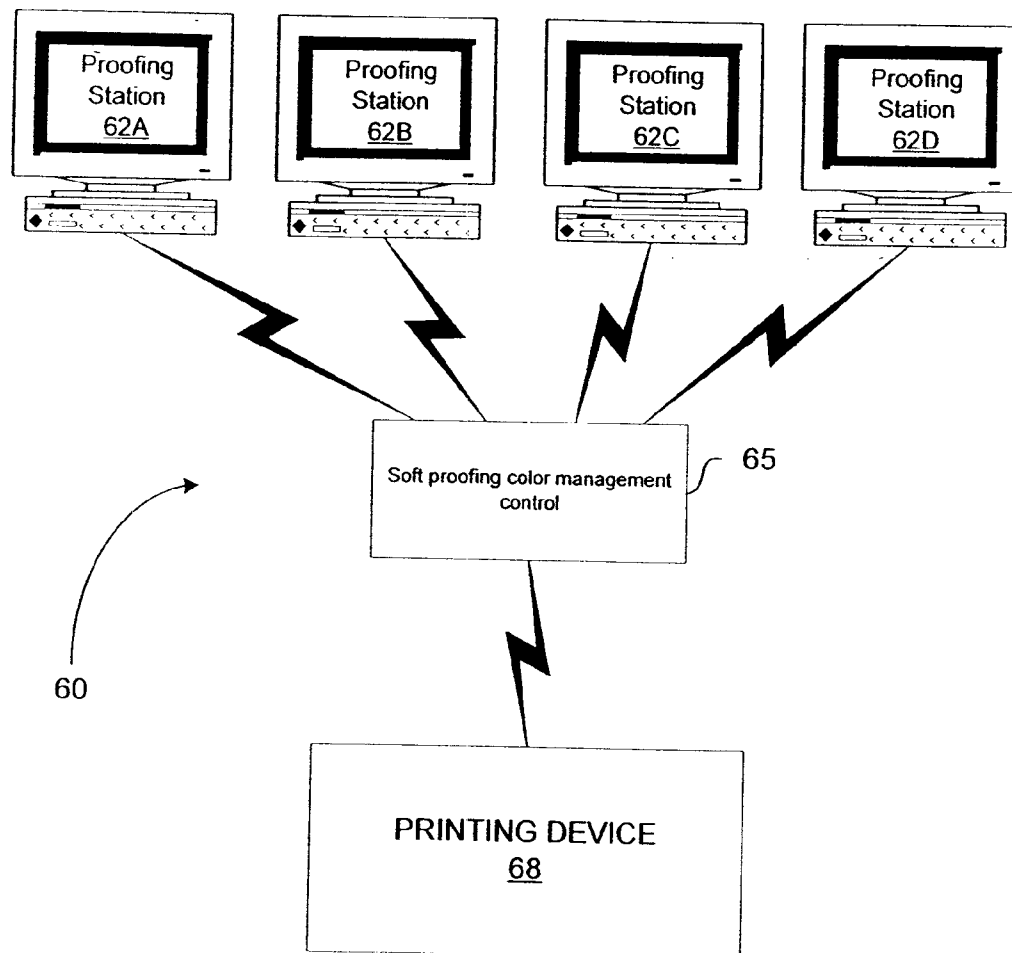 Proofing
Station
62A
Proofing
Station
62B
Proofing
Station
62C
Proofing
Station
62D
Soft proofing color management
control
65
60
PRINTING DEVICE
68